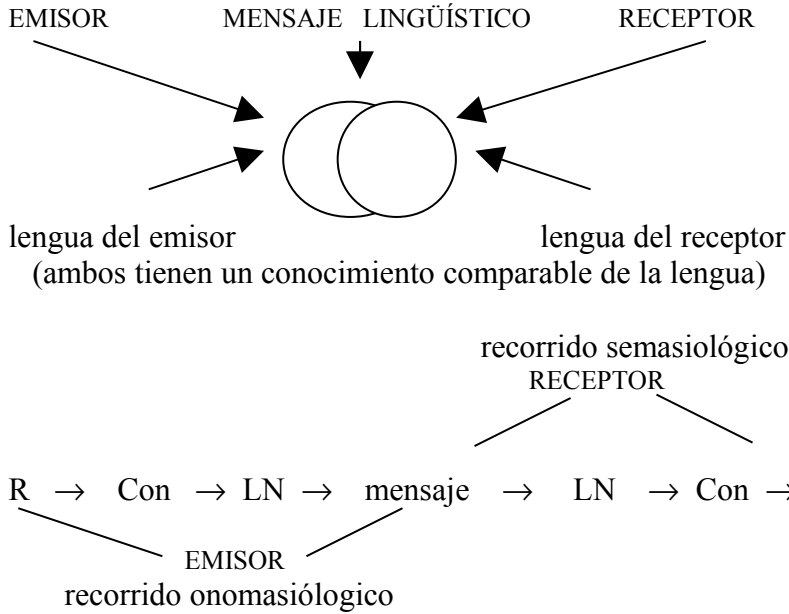 EMISOR MENSAJE LINGÜÍSTICO RECEPTOR
lengua del emisor lengua del receptor
(ambos tienen un conocimiento comparable de la lengua)
recorrido semasiológico
RECEPTOR
R → Con → LN → mensaje → LN → Con →
EMISOR
recorrido onomasiólogico